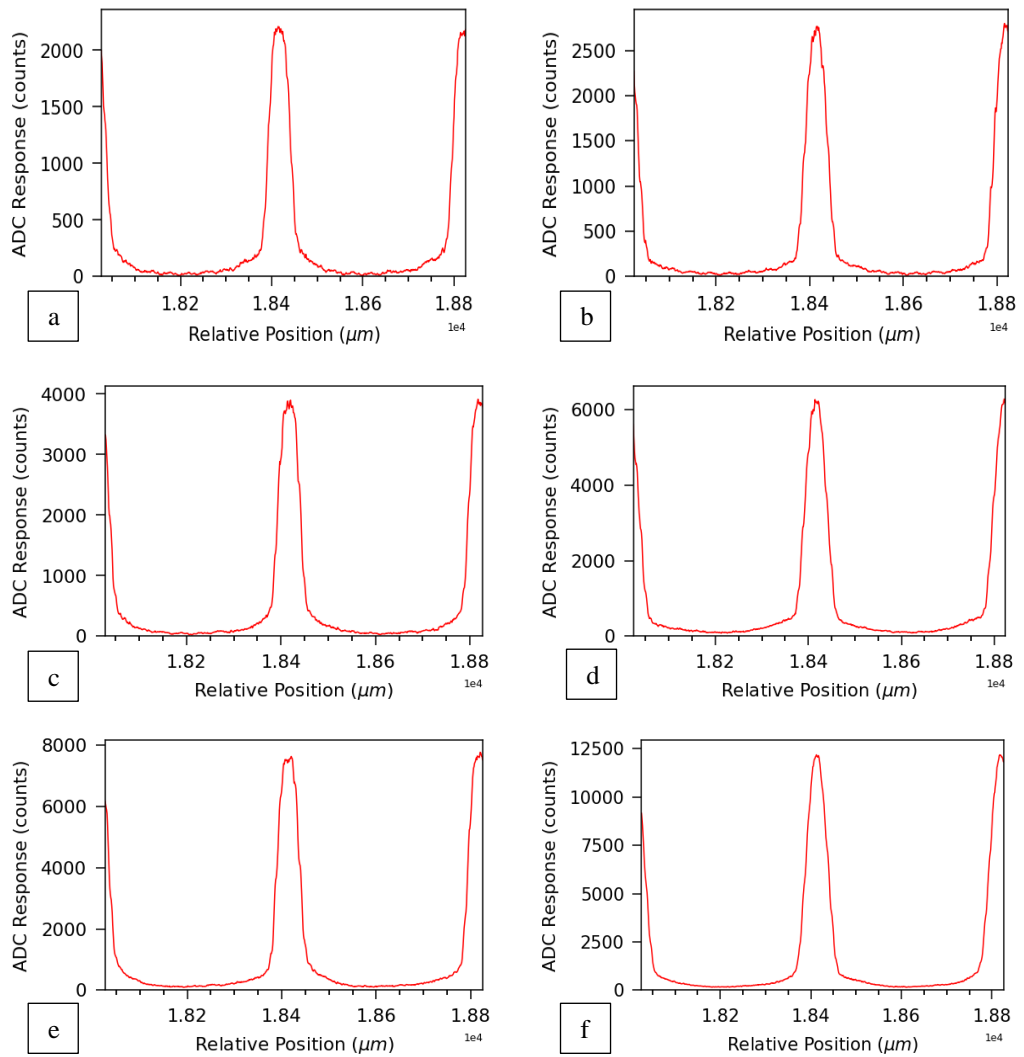 ADC Response (counts)
2000
1500
1000
500
0
1.82 1.84 1.86 1.88
1e4
Relative Position (μm)
a
ADC Response (counts)
2500
2000
1500
1000
500
0
1.82 1.84 1.86 1.88
1e4
Relative Position (μm)
b
ADC Response (counts)
4000
3000
2000
1000
0
1.82 1.84 1.86 1.88
1e4
Relative Position (μm)
c
ADC Response (counts)
6000
4000
2000
0
1.82 1.84 1.86 1.88
1e4
Relative Position (μm)
d
ADC Response (counts)
8000
6000
4000
2000
0
1.82 1.84 1.86 1.88
1e4
Relative Position (μm)
e
ADC Response (counts)
12500
10000
7500
5000
2500
0
1.82 1.84 1.86 1.88
1e4
Relative Position (μm)
f